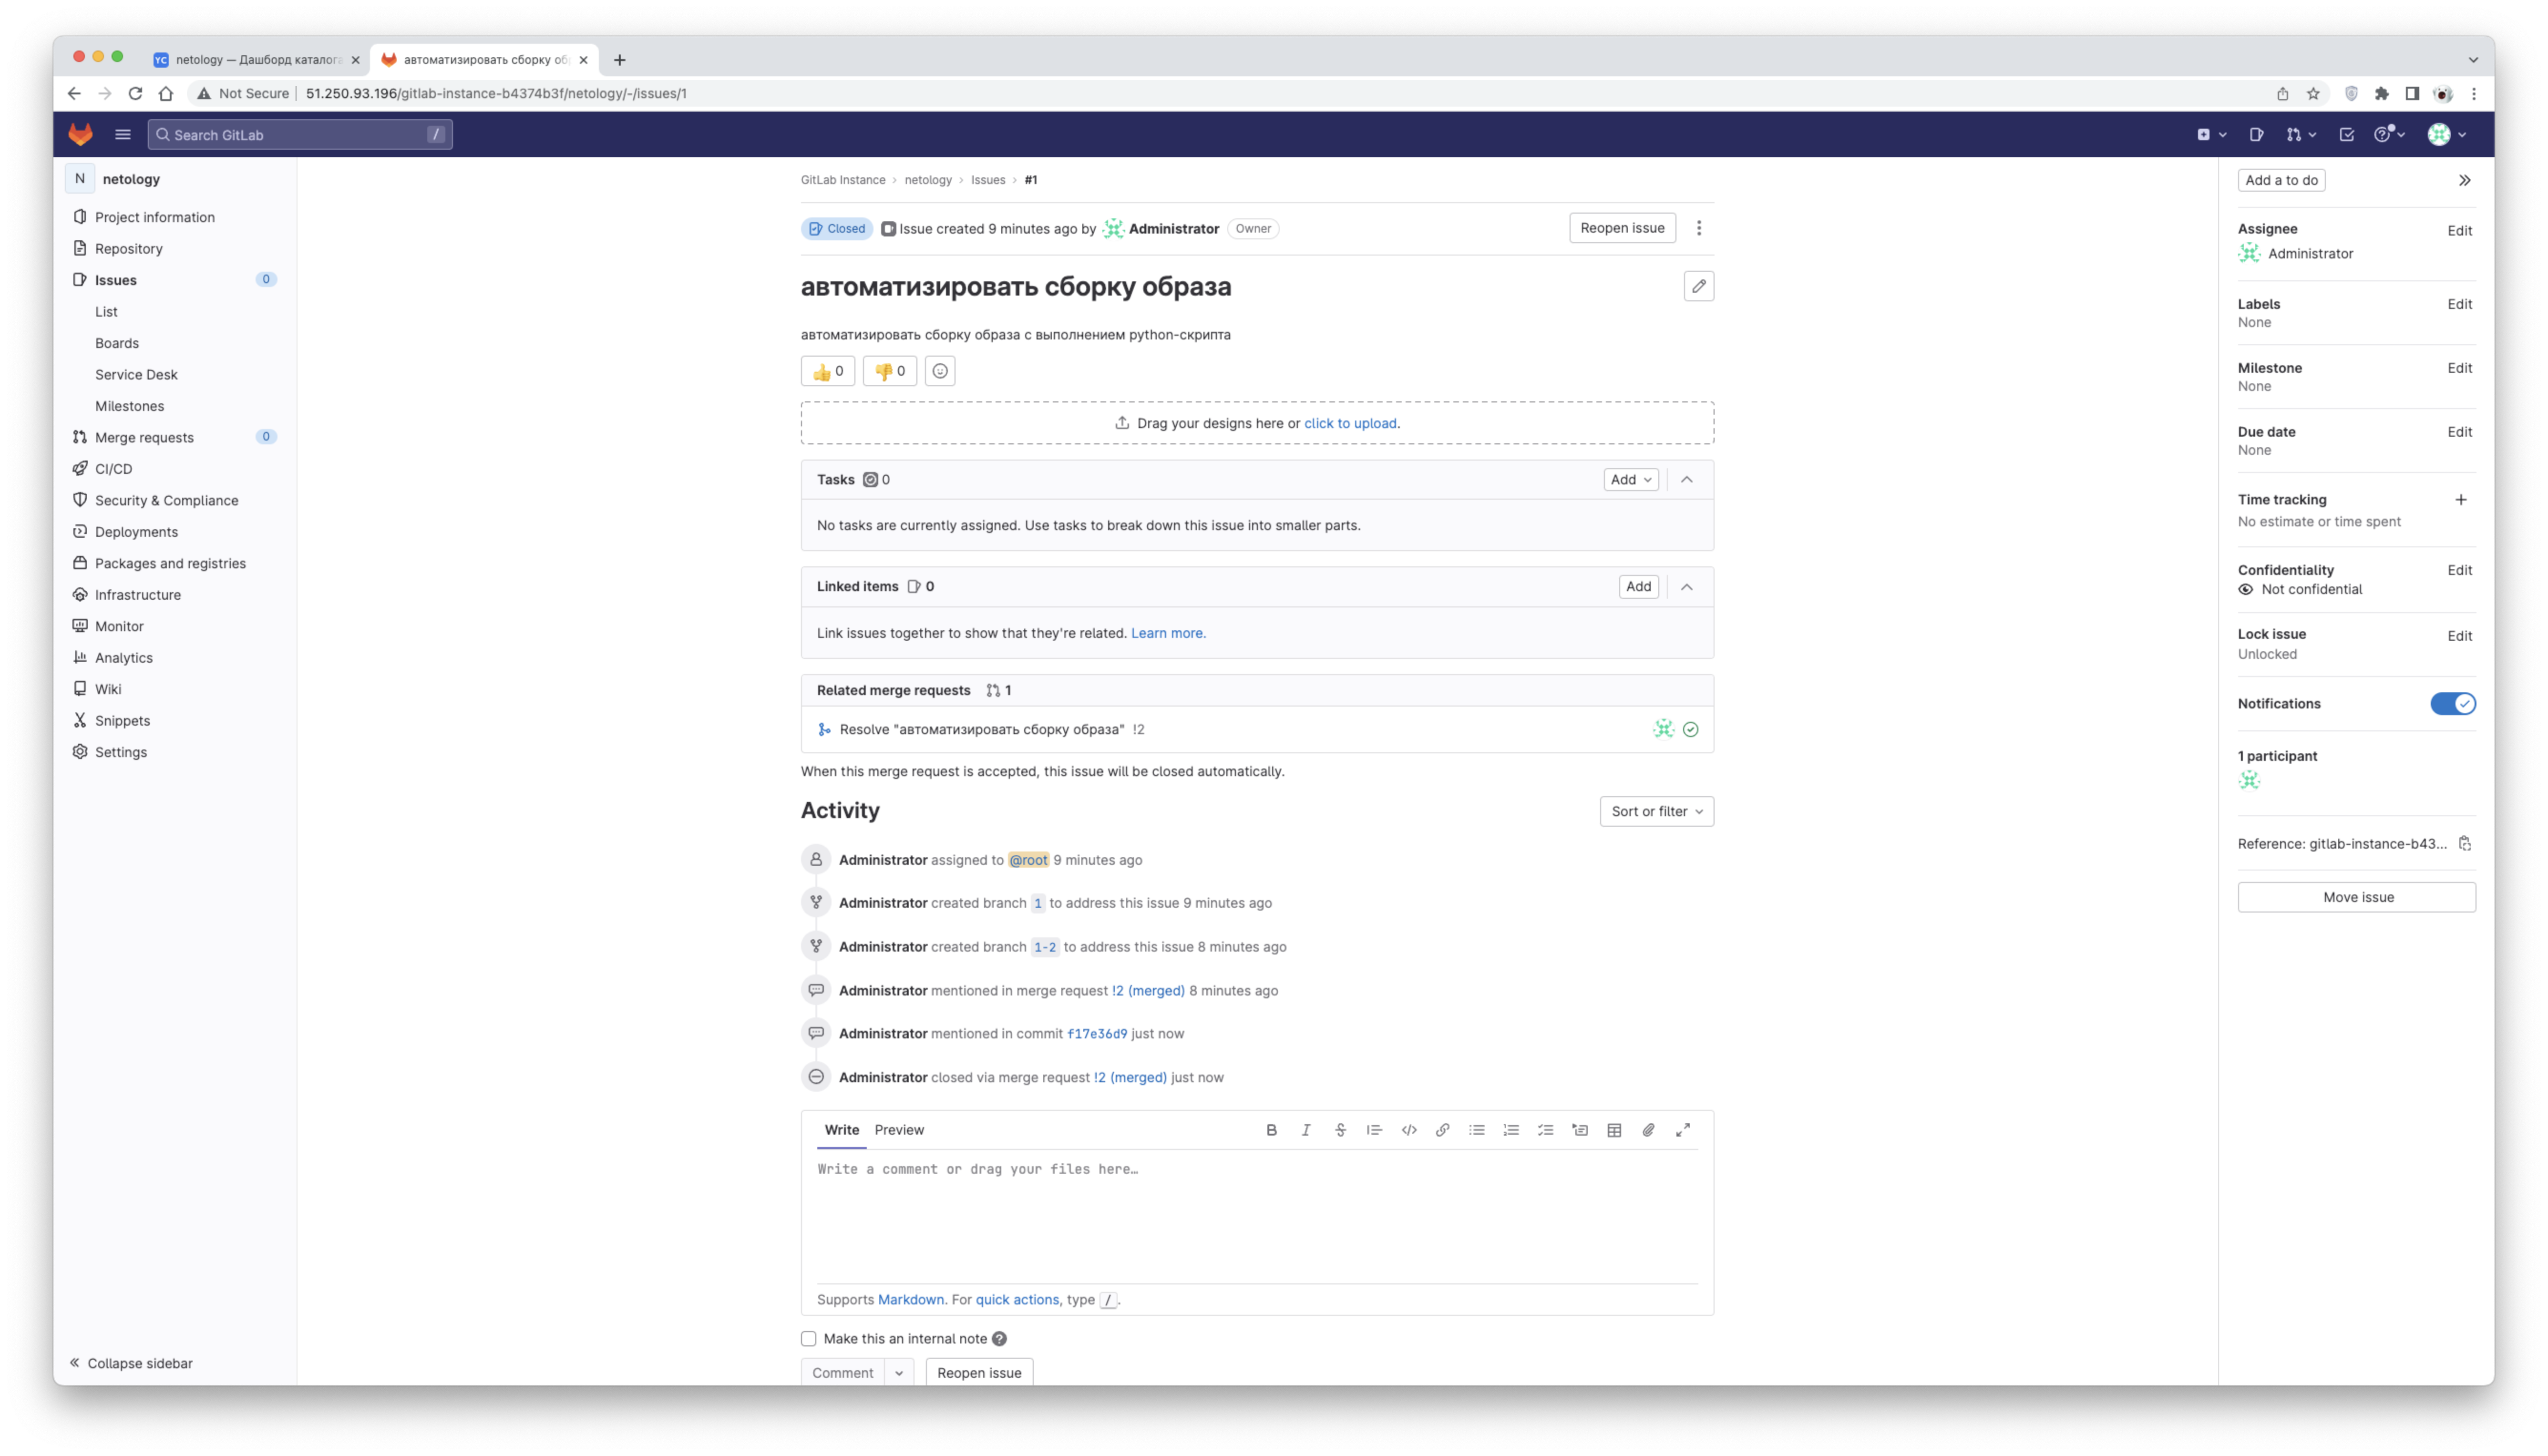 netology — Дашборд каталога
автоматизировать сборку об
Not Secure 51.250.93.196/gitlab-instance-b4374b3f/netology/-/issues/1
Search GitLab /
N netology
Project information
Repository
Issues 0
List
Boards
Service Desk
Milestones
Merge requests 0
CI/CD
Security & Compliance
Deployments
Packages and registries
Infrastructure
Monitor
Analytics
Wiki
Snippets
Settings
Collapse sidebar
GitLab Instance › netology › Issues › #1
Closed Issue created 9 minutes ago by Administrator Owner Reopen issue
автоматизировать сборку образа
автоматизировать сборку образа с выполнением python-скрипта
👍 0 👎 0
Drag your designs here or click to upload.
Tasks 0 Add
No tasks are currently assigned. Use tasks to break down this issue into smaller parts.
Linked items 0 Add
Link issues together to show that they're related. Learn more.
Related merge requests 1
Resolve "автоматизировать сборку образа" !2
When this merge request is accepted, this issue will be closed automatically.
Activity Sort or filter
Administrator assigned to @root 9 minutes ago
Administrator created branch 1 to address this issue 9 minutes ago
Administrator created branch 1-2 to address this issue 8 minutes ago
Administrator mentioned in merge request !2 (merged) 8 minutes ago
Administrator mentioned in commit f17e36d9 just now
Administrator closed via merge request !2 (merged) just now
Write Preview
Write a comment or drag your files here…
Supports Markdown. For quick actions, type /.
Make this an internal note
Comment Reopen issue
Add a to do
Assignee Edit
Administrator
Labels Edit
None
Milestone Edit
None
Due date Edit
None
Time tracking
No estimate or time spent
Confidentiality Edit
Not confidential
Lock issue Edit
Unlocked
Notifications
1 participant
Reference: gitlab-instance-b43...
Move issue